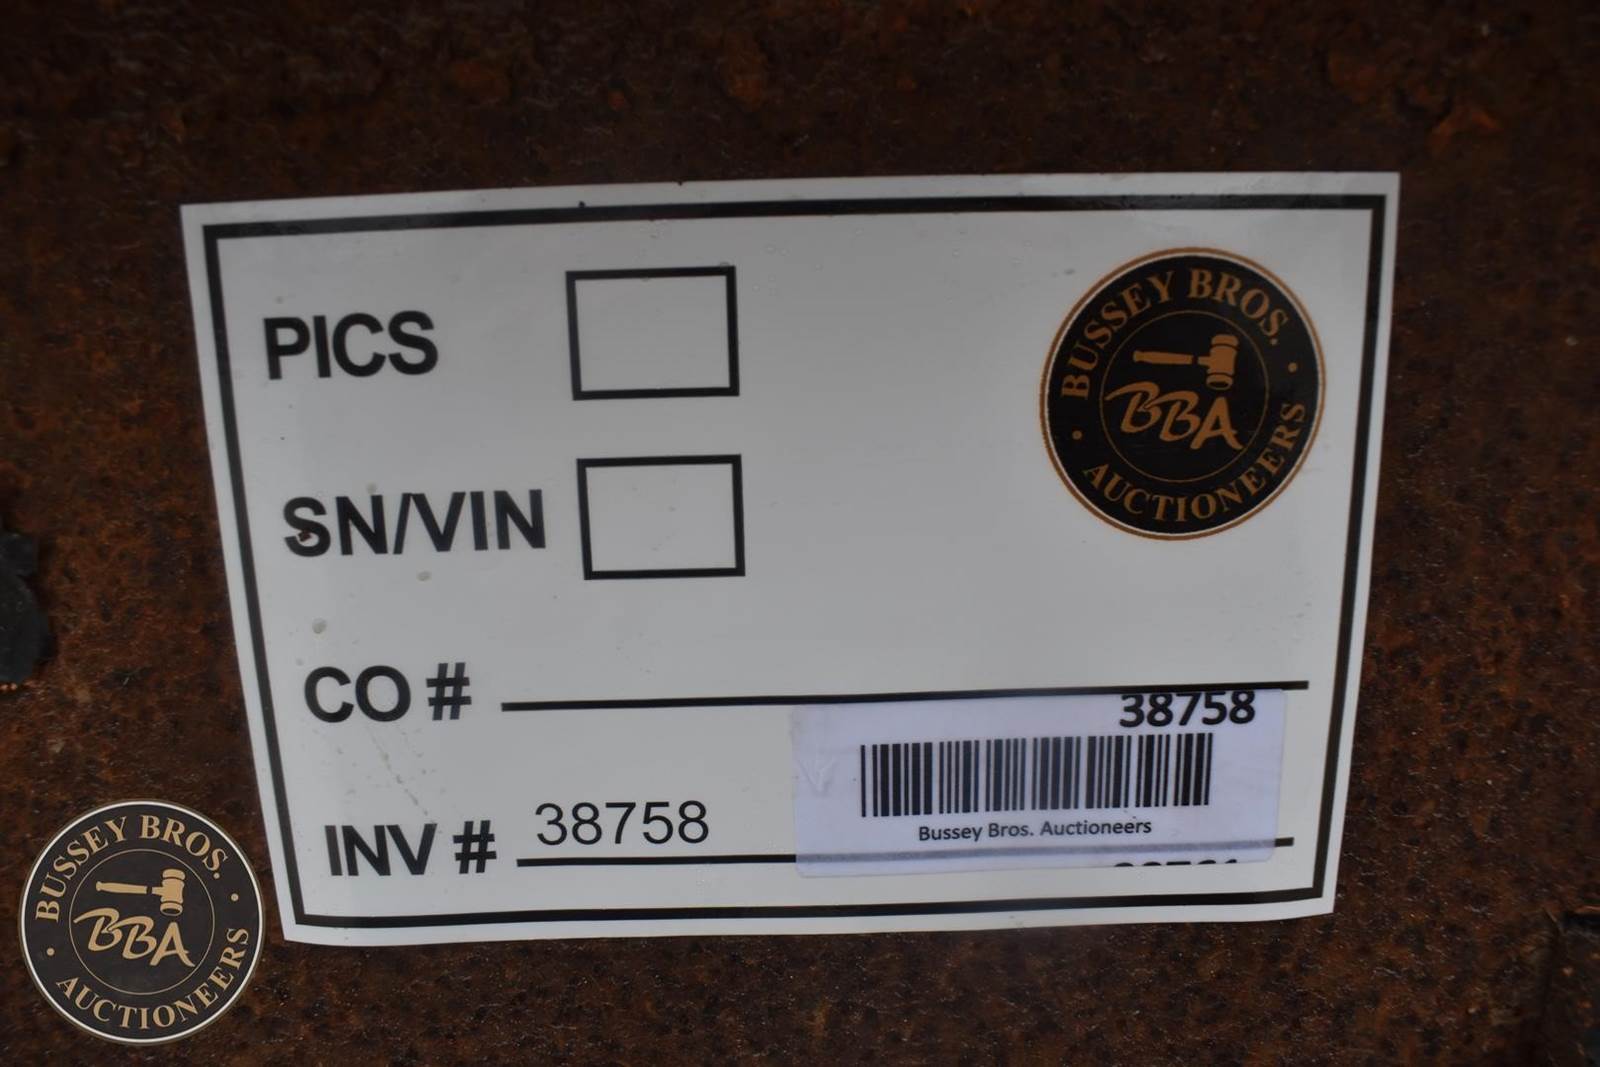 PICS
BUSSEY BROS.
BBA
AUCTIONEERS
SN/VIN
CO #
38758
INV # 38758
Bussey Bros. Auctioneers
BUSSEY BROS.
BBA
AUCTIONEERS